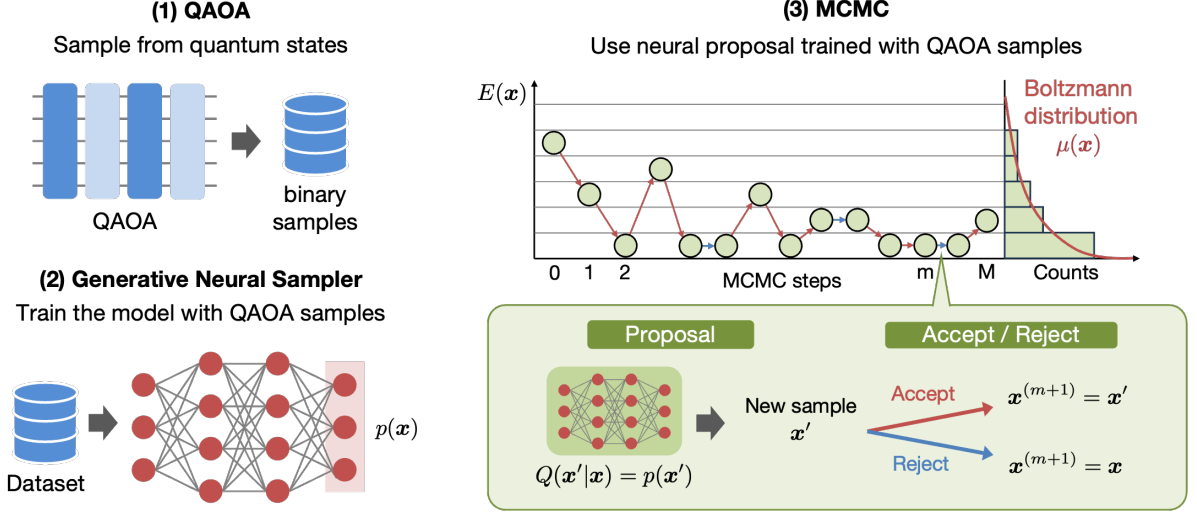 (1) QAOA
Sample from quantum states
QAOA
binary
samples
(2) Generative Neural Sampler
Train the model with QAOA samples
Dataset
p(x)
(3) MCMC
Use neural proposal trained with QAOA samples
E(x)
Boltzmann
distribution
μ(x)
0 1 2 MCMC steps m M Counts
Proposal
Q(x′|x) = p(x′)
New sample
x′
Accept / Reject
Accept
x^(m+1) = x′
Reject
x^(m+1) = x